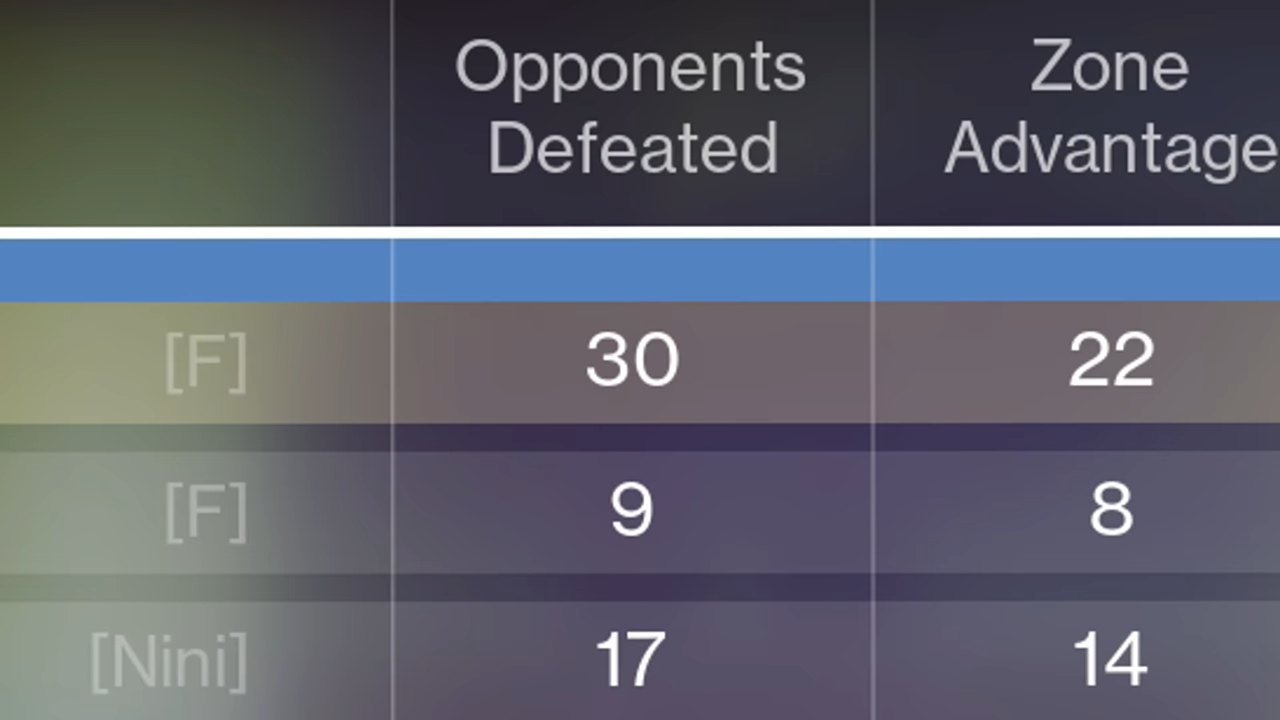 Opponents Zone
Defeated Advantage
[F] 30 22
[F] 9 8
[Nini] 17 14